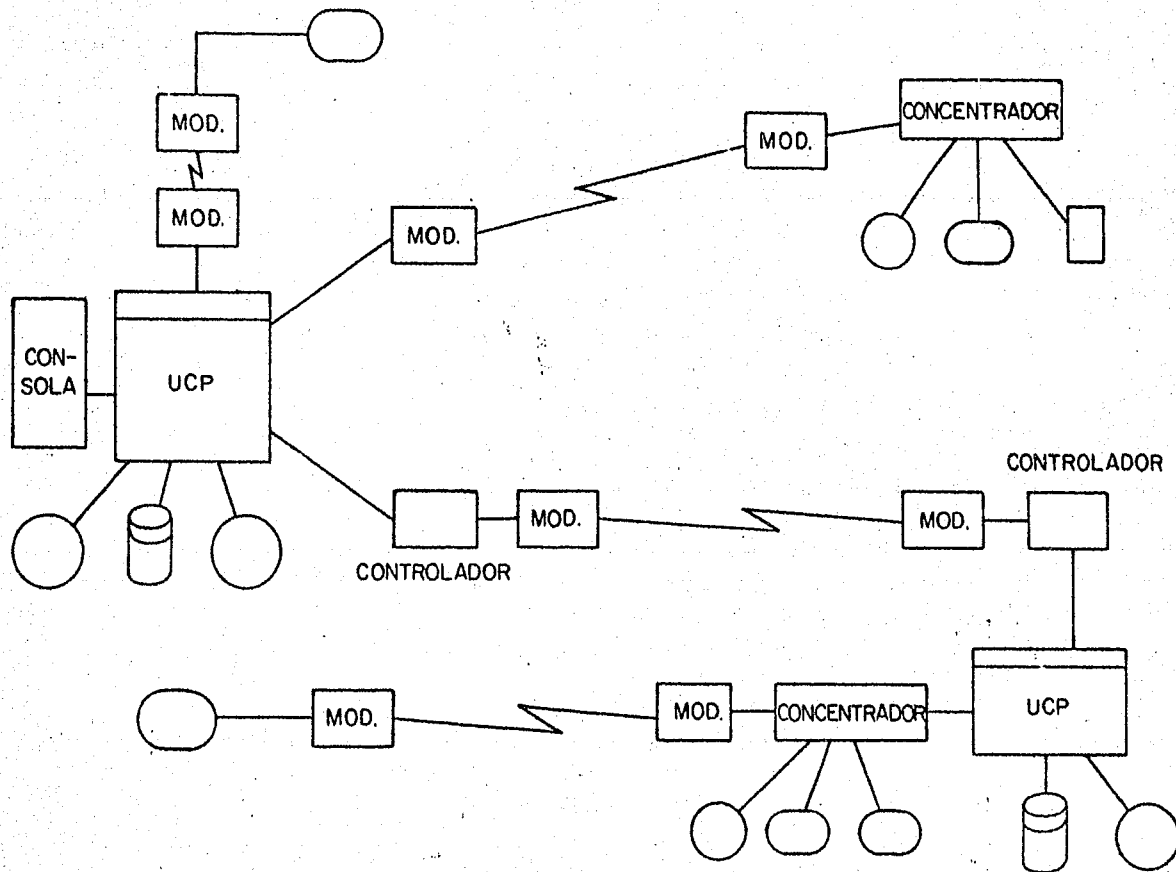 MOD.
CONCENTRADOR
MOD.
MOD.
MOD.
CON-
SOLA
UCP
CONTROLADOR
MOD.
MOD.
CONTROLADOR
MOD.
MOD.
CONCENTRADOR
UCP